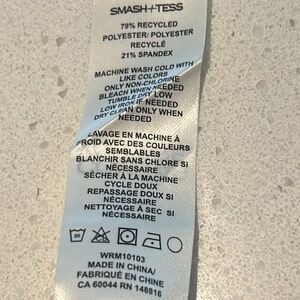 SMASH+TESS
79% RECYCLED
POLYESTER/ POLYESTER
RECYCLÉ
21% SPANDEX
MACHINE WASH COLD WITH
LIKE COLORS
ONLY NON-CHLORINE
BLEACH WHEN NEEDED
TUMBLE DRY LOW
LOW IRON IF NEEDED
DRY CLEAN ONLY WHEN
NEEDED
LAVAGE EN MACHINE À
FROID AVEC DES COULEURS
SEMBLABLES
BLANCHIR SANS CHLORE SI
NÉCESSAIRE
SÉCHER À LA MACHINE
CYCLE DOUX
REPASSAGE DOUX SI
NÉCESSAIRE
NETTOYAGE À SEC SI
NÉCESSAIRE
30
WRM10103
MADE IN CHINA/
FABRIQUÉ EN CHINE
CA 60044 RN 148816